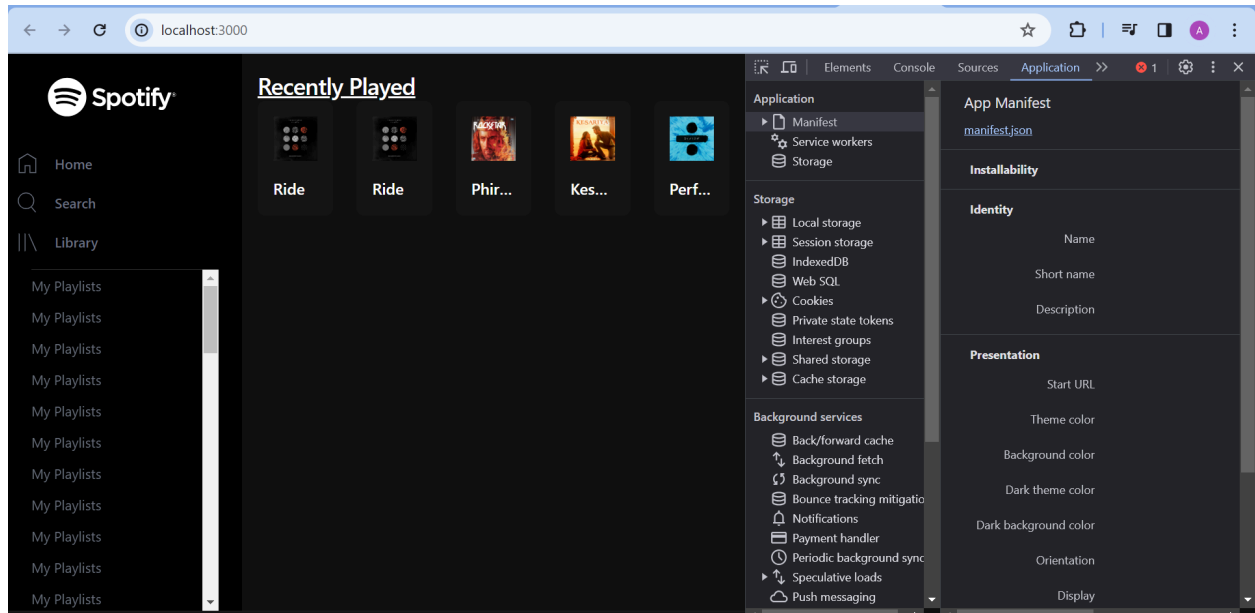 localhost:3000
A
Spotify
Home
Search
Library
My Playlists
My Playlists
My Playlists
My Playlists
My Playlists
My Playlists
My Playlists
My Playlists
My Playlists
My Playlists
My Playlists
Recently Played
ROCKSTAR
KESARIYA
Ride
Ride
Phir...
Kes...
Perf...
Elements
Console
Sources
Application
1
Application
Manifest
Service workers
Storage
Storage
Local storage
Session storage
IndexedDB
Web SQL
Cookies
Private state tokens
Interest groups
Shared storage
Cache storage
Background services
Back/forward cache
Background fetch
Background sync
Bounce tracking mitigatio
Notifications
Payment handler
Periodic background sync
Speculative loads
Push messaging
App Manifest
manifest.json
Installability
Identity
Name
Short name
Description
Presentation
Start URL
Theme color
Background color
Dark theme color
Dark background color
Orientation
Display